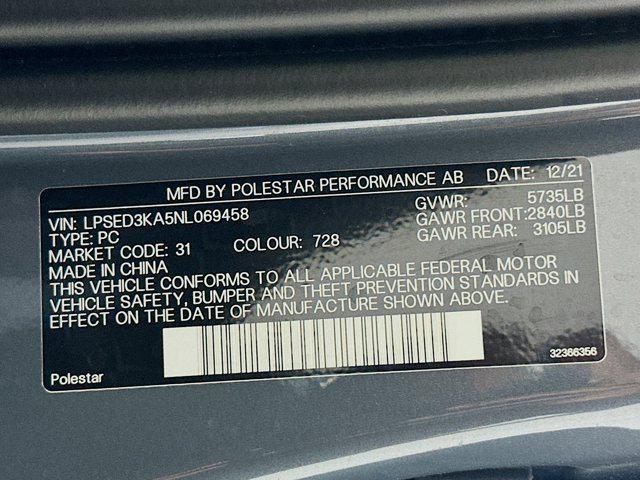 MFD BY POLESTAR PERFORMANCE AB DATE: 12/21
VIN: LPSED3KA5NL069458 GVWR: 5735LB
TYPE: PC GAWR FRONT:2840LB
MARKET CODE: 31 COLOUR: 728 GAWR REAR: 3105LB
MADE IN CHINA
THIS VEHICLE CONFORMS TO ALL APPLICABLE FEDERAL MOTOR
VEHICLE SAFETY, BUMPER AND THEFT PREVENTION STANDARDS IN
EFFECT ON THE DATE OF MANUFACTURE SHOWN ABOVE.
Polestar 32366356